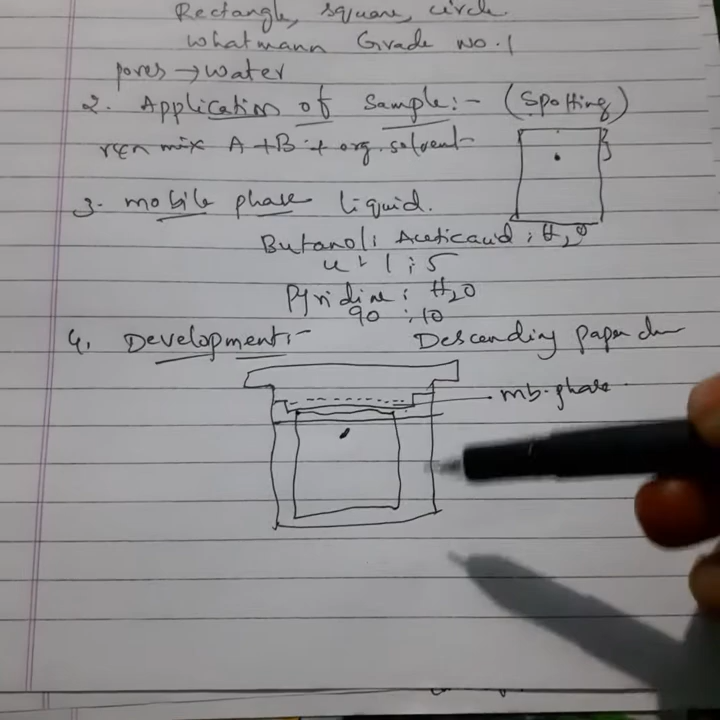 Rectangle, square, circle.
Whatmann Grade No. 1
pores → water
2. Application of Sample:- (Spotting)
rxn mix A + B + org. solvent
3. mobile phase liquid.
Butanol: Acetic acid : H2O
4 : 1 : 5
Pyridine : H2O
90 : 10
4. Development:- Descending paper
mb. phase